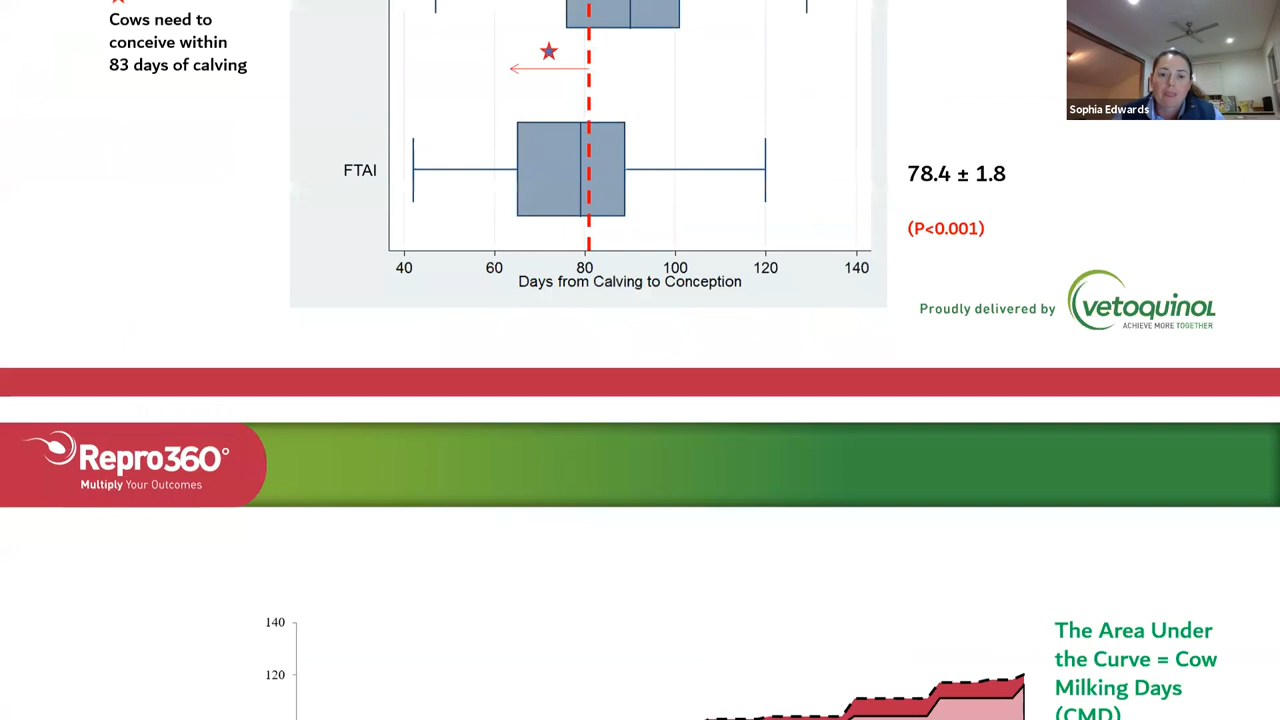 Cows need to
conceive within
83 days of calving
Sophia Edwards
FTAI
78.4 ± 1.8
(P<0.001)
40 60 80 100 120 140
Days from Calving to Conception
Proudly delivered by
vetoquinol
ACHIEVE MORE TOGETHER
Repro360°
Multiply Your Outcomes
140
120
The Area Under
the Curve = Cow
Milking Days
(CMD)